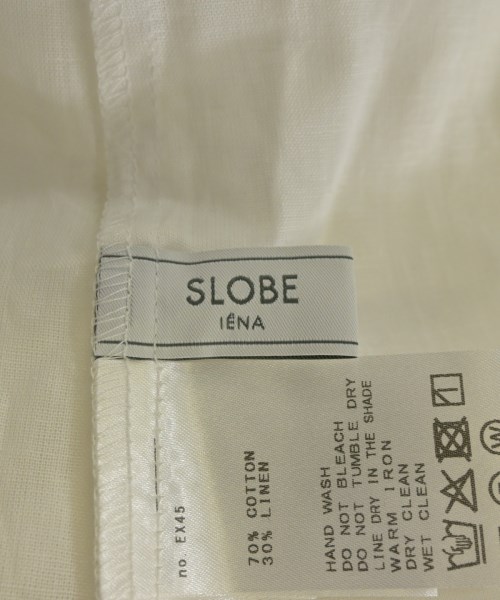 SLOBE
IÉNA
no. EX45
70% COTTON
30% LINEN
HAND WASH
DO NOT BLEACH
DO NOT TUMBLE DRY
LINE DRY IN THE SHADE
WARM IRON
DRY CLEAN
WET CLEAN
W